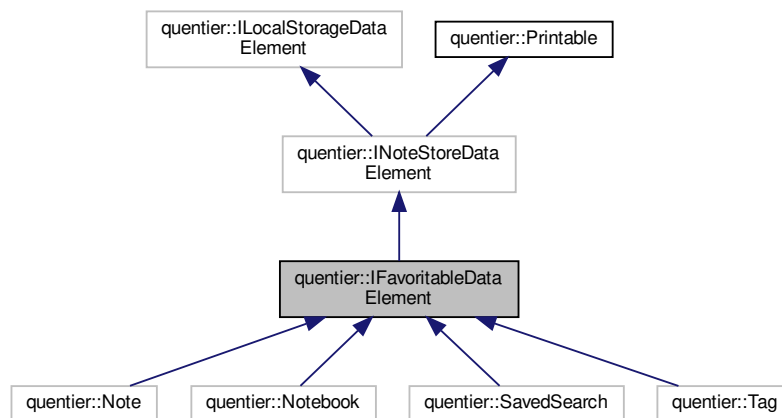 quentier::ILocalStorageData
Element
quentier::Printable
quentier::INoteStoreData
Element
quentier::IFavoritableData
Element
quentier::Note
quentier::Notebook
quentier::SavedSearch
quentier::Tag